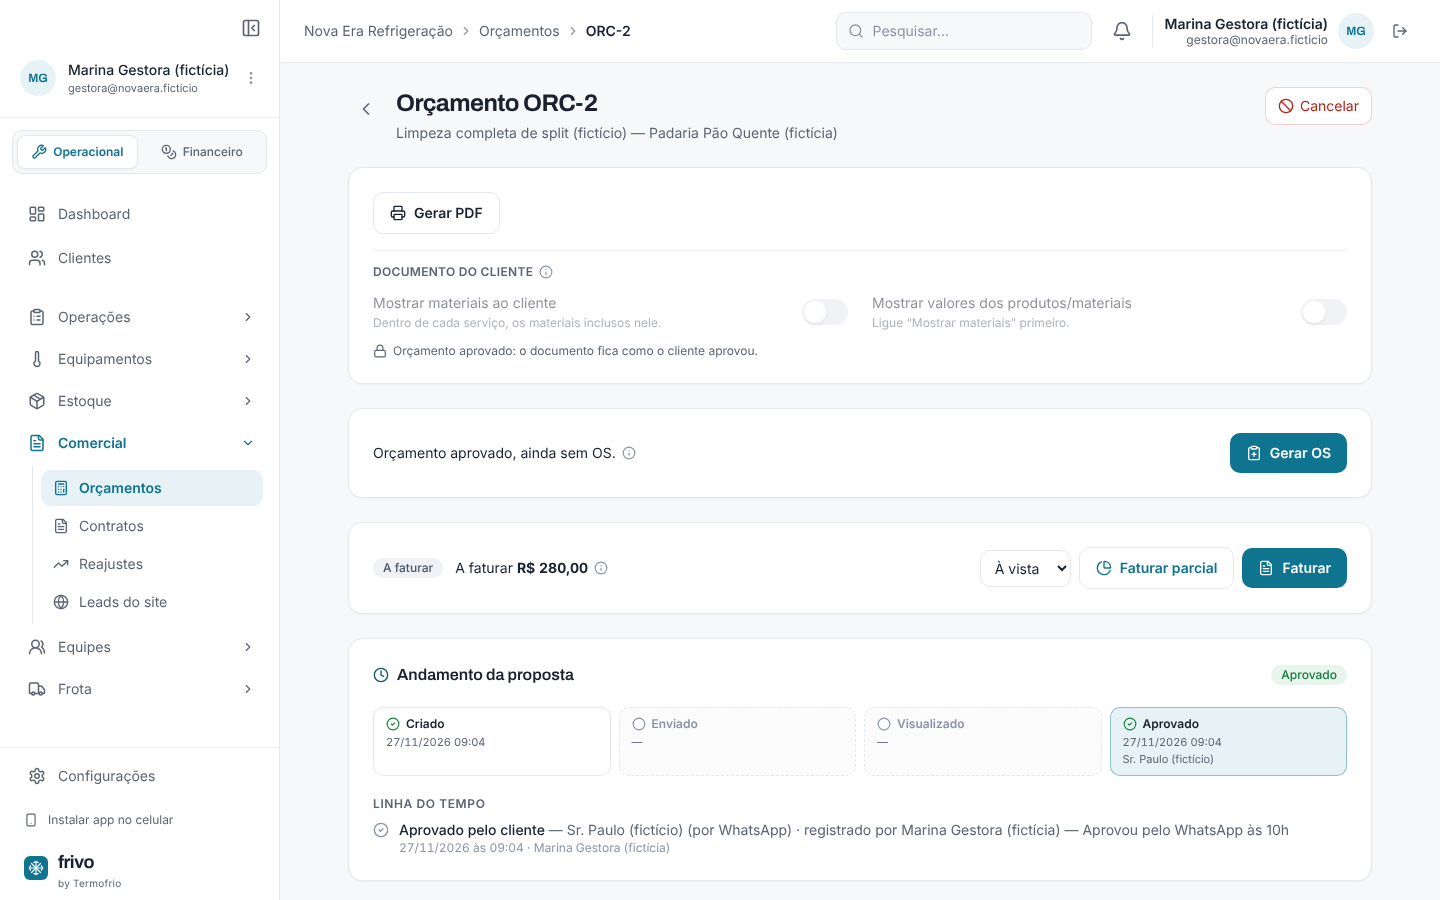 MG
Marina Gestora (fictícia)
gestora@novaera.ficticio
Operacional
Financeiro
Dashboard
Clientes
Operações
Equipamentos
Estoque
Comercial
Orçamentos
Contratos
Reajustes
Leads do site
Equipes
Frota
Configurações
Instalar app no celular
frivo
by Termofrio
Nova Era Refrigeração > Orçamentos > ORC-2
Pesquisar...
Marina Gestora (fictícia)
gestora@novaera.ficticio
MG
Orçamento ORC-2
Limpeza completa de split (fictício) — Padaria Pão Quente (fictícia)
Cancelar
Gerar PDF
DOCUMENTO DO CLIENTE
Mostrar materiais ao cliente
Dentro de cada serviço, os materiais inclusos nele.
Mostrar valores dos produtos/materiais
Ligue “Mostrar materiais” primeiro.
Orçamento aprovado: o documento fica como o cliente aprovou.
Orçamento aprovado, ainda sem OS.
Gerar OS
A faturar
A faturar R$ 280,00
À vista
Faturar parcial
Faturar
Andamento da proposta
Aprovado
Criado
27/11/2026 09:04
Enviado
—
Visualizado
—
Aprovado
27/11/2026 09:04
Sr. Paulo (fictício)
LINHA DO TEMPO
Aprovado pelo cliente — Sr. Paulo (fictício) (por WhatsApp) · registrado por Marina Gestora (fictícia) — Aprovou pelo WhatsApp às 10h
27/11/2026 às 09:04 · Marina Gestora (fictícia)